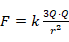 F = k 3Q·Q / r²